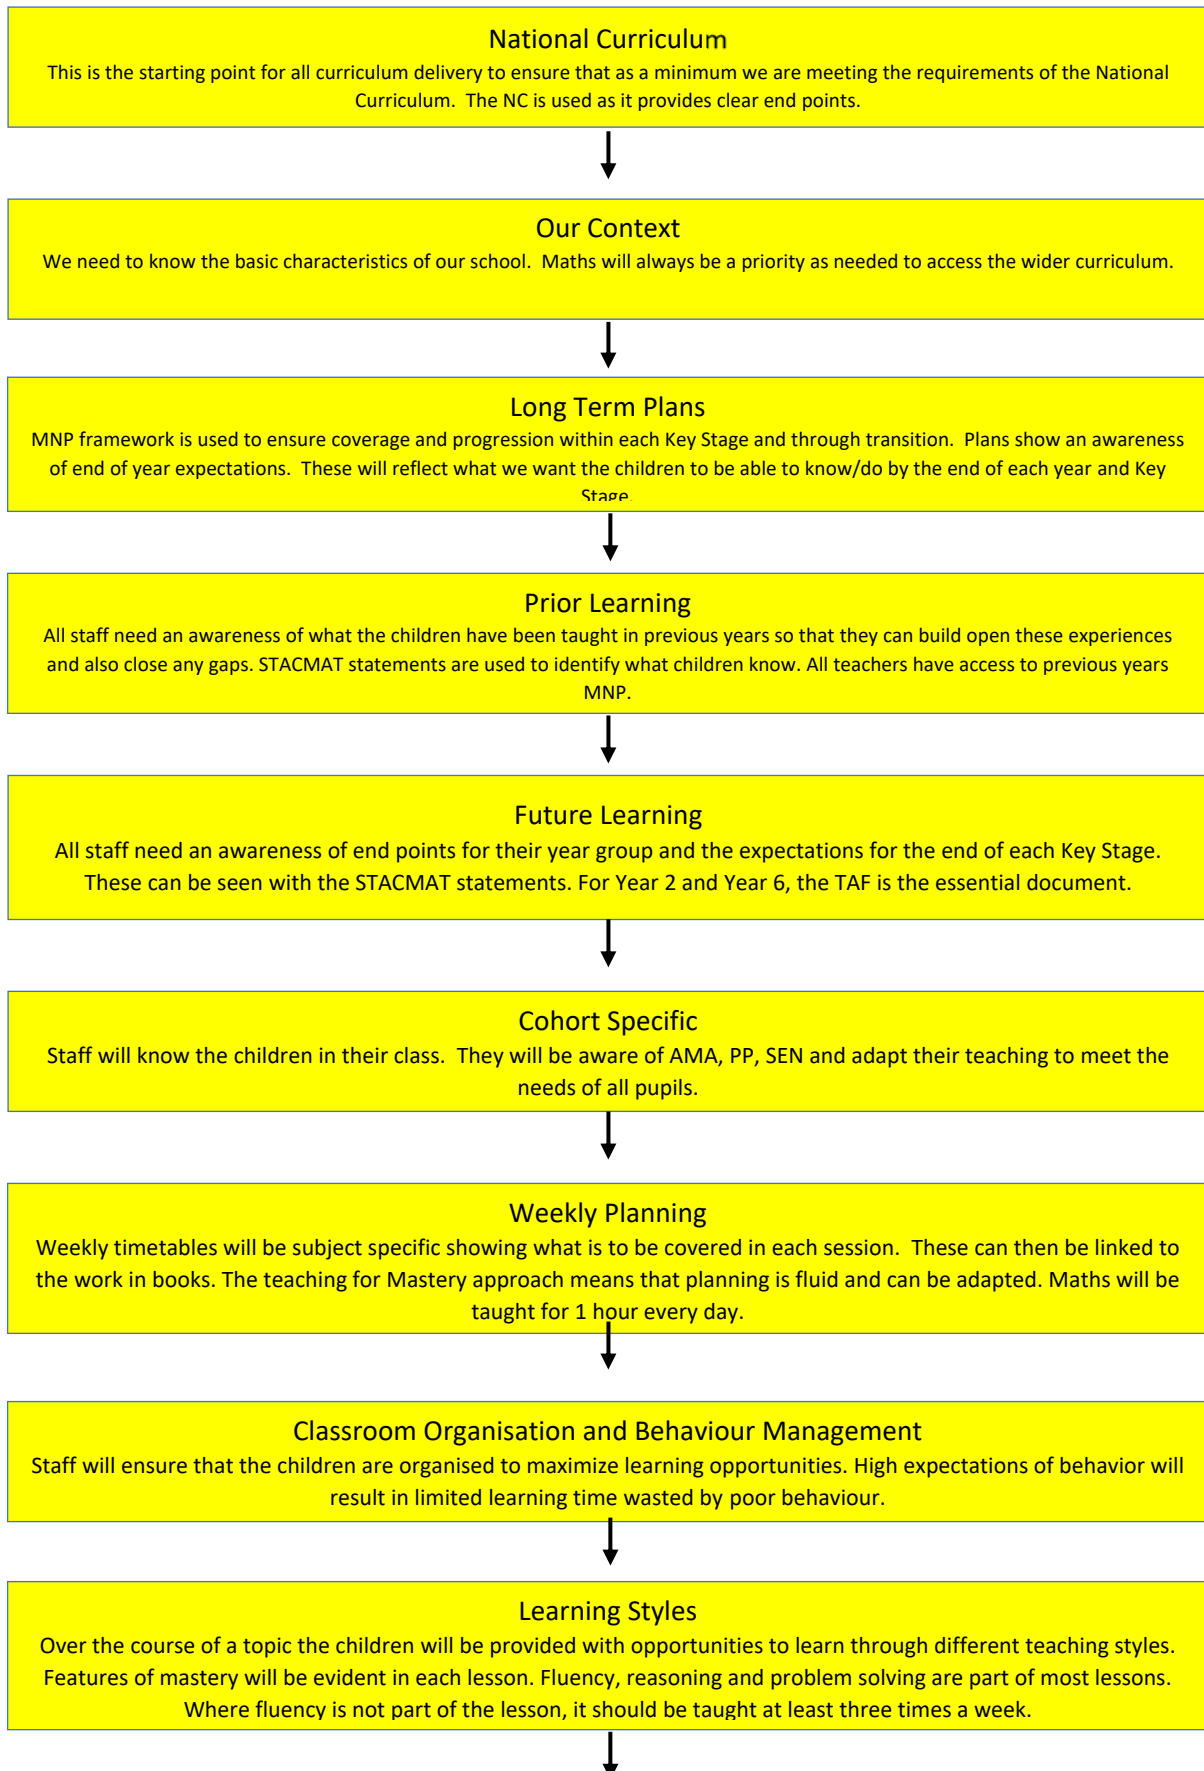 National Curriculum
This is the starting point for all curriculum delivery to ensure that as a minimum we are meeting the requirements of the National
Curriculum. The NC is used as it provides clear end points.
Our Context
We need to know the basic characteristics of our school. Maths will always be a priority as needed to access the wider curriculum.
Long Term Plans
MNP framework is used to ensure coverage and progression within each Key Stage and through transition. Plans show an awareness
of end of year expectations. These will reflect what we want the children to be able to know/do by the end of each year and Key
Stage.
Prior Learning
All staff need an awareness of what the children have been taught in previous years so that they can build open these experiences
and also close any gaps. STACMAT statements are used to identify what children know. All teachers have access to previous years
MNP.
Future Learning
All staff need an awareness of end points for their year group and the expectations for the end of each Key Stage.
These can be seen with the STACMAT statements. For Year 2 and Year 6, the TAF is the essential document.
Cohort Specific
Staff will know the children in their class. They will be aware of AMA, PP, SEN and adapt their teaching to meet the
needs of all pupils.
Weekly Planning
Weekly timetables will be subject specific showing what is to be covered in each session. These can then be linked to
the work in books. The teaching for Mastery approach means that planning is fluid and can be adapted. Maths will be
taught for 1 hour every day.
Classroom Organisation and Behaviour Management
Staff will ensure that the children are organised to maximize learning opportunities. High expectations of behavior will
result in limited learning time wasted by poor behaviour.
Learning Styles
Over the course of a topic the children will be provided with opportunities to learn through different teaching styles.
Features of mastery will be evident in each lesson. Fluency, reasoning and problem solving are part of most lessons.
Where fluency is not part of the lesson, it should be taught at least three times a week.